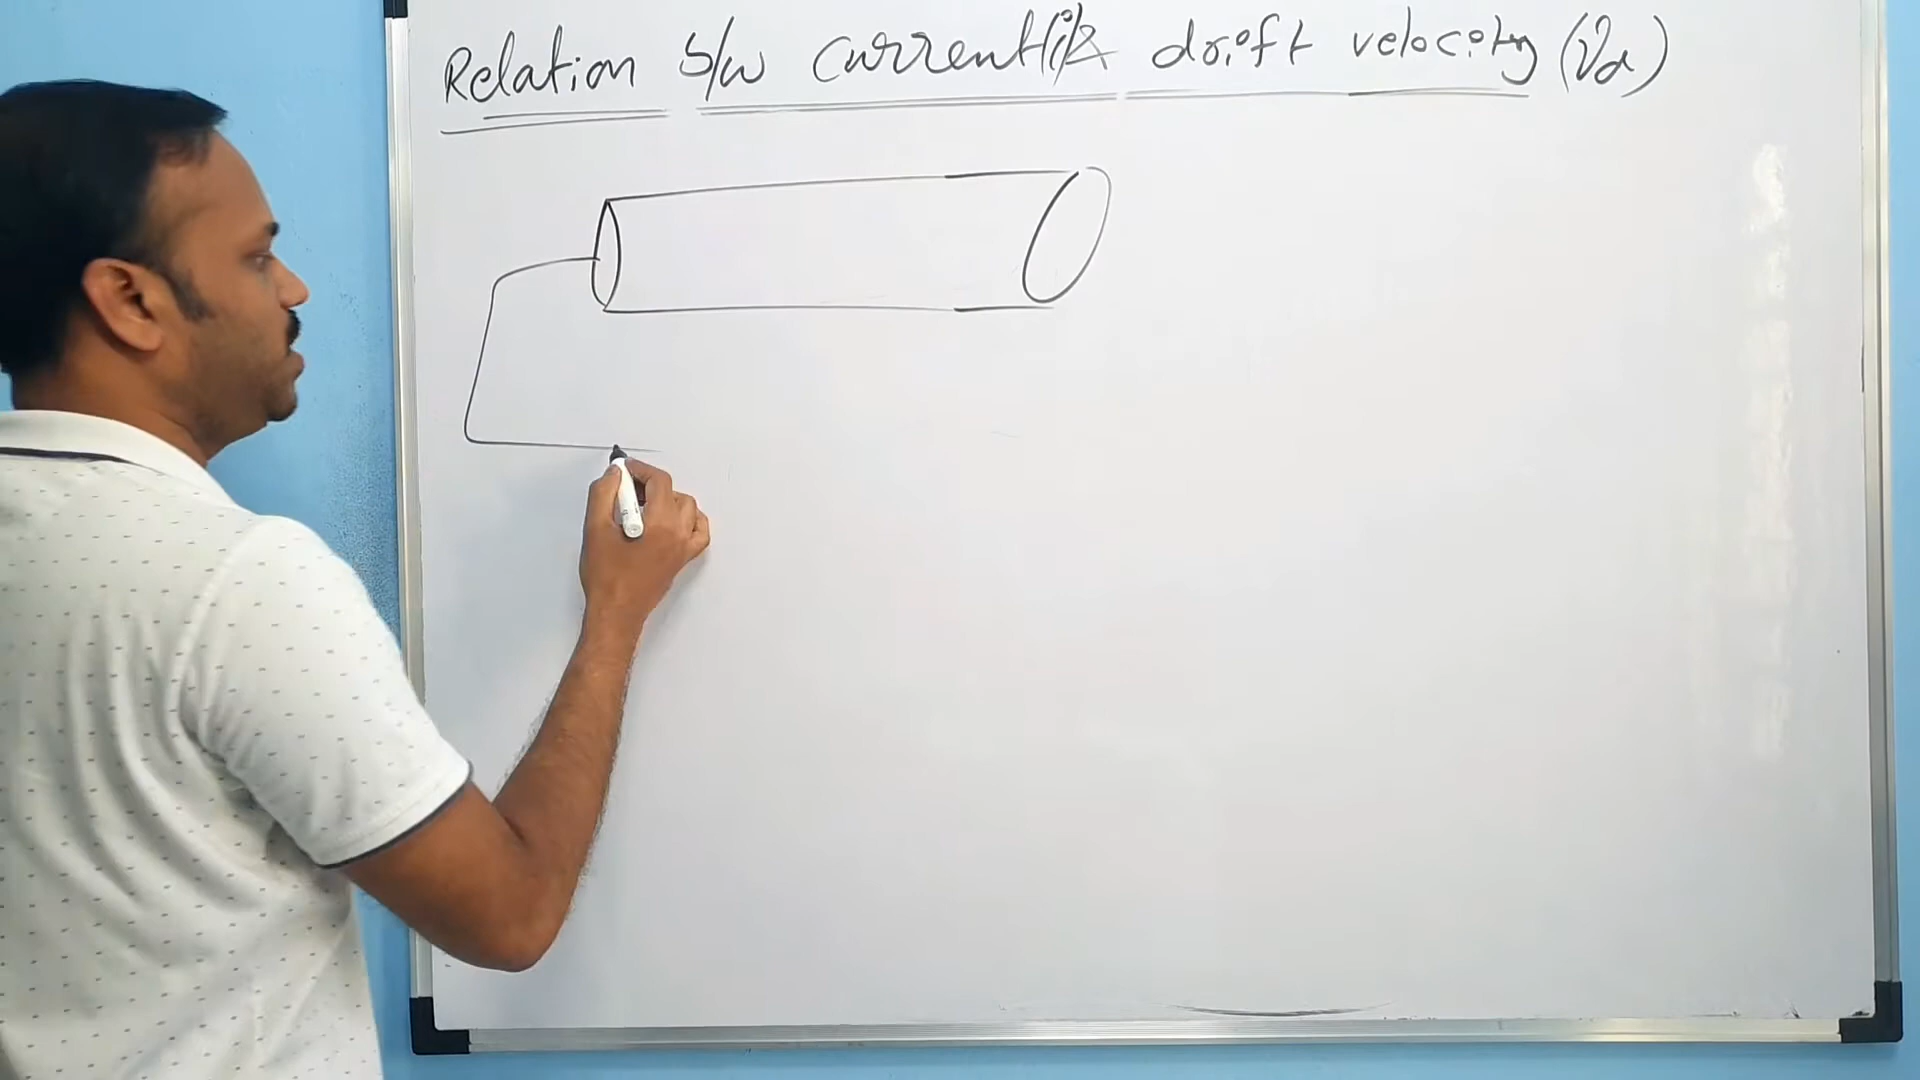 Relation b/w current(i) & drift velocity (Vd)